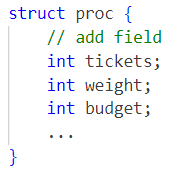 struct proc {
    // add field
    int tickets;
    int weight;
    int budget;
    ...
}